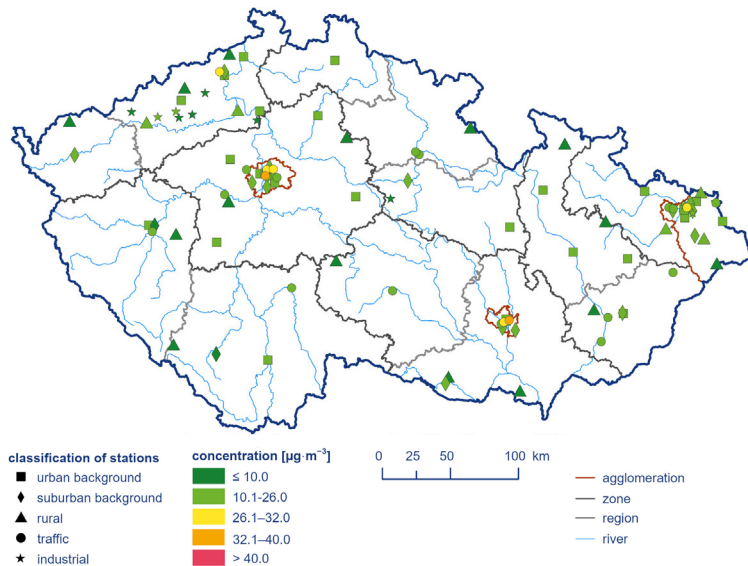 classification of stations
urban background
suburban background
rural
traffic
industrial
concentration [µg·m⁻³]
≤ 10.0
10.1-26.0
26.1–32.0
32.1–40.0
> 40.0
0 25 50 100 km
agglomeration
zone
region
river